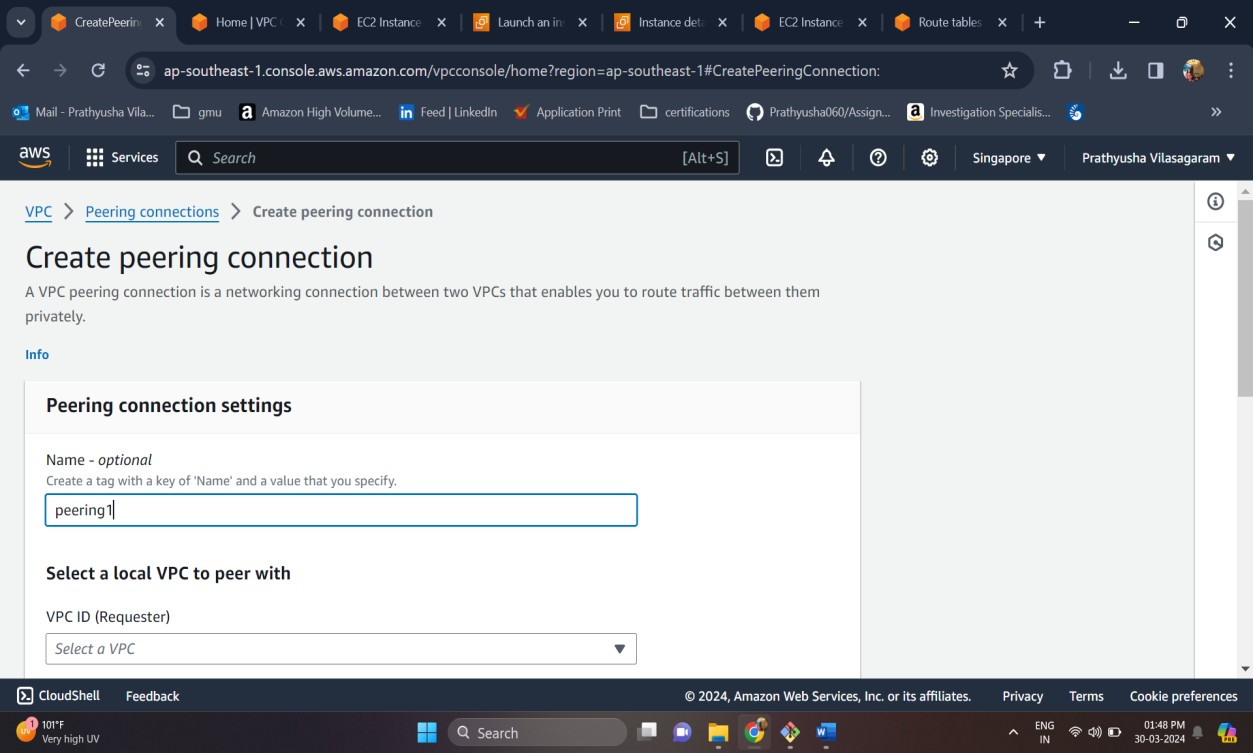 CreatePeerin
Home | VPC
EC2 Instance
Launch an in
Instance deta
EC2 Instance
Route tables
ap-southeast-1.console.aws.amazon.com/vpcconsole/home?region=ap-southeast-1#CreatePeeringConnection:
Mail - Prathyusha Vila...
gmu
Amazon High Volume...
Feed | LinkedIn
Application Print
certifications
Prathyusha060/Assign...
Investigation Specialis...
aws
Services
Search
[Alt+S]
Singapore
Prathyusha Vilasagaram
VPC
Peering connections
Create peering connection
Create peering connection
A VPC peering connection is a networking connection between two VPCs that enables you to route traffic between them
privately.
Info
Peering connection settings
Name - optional
Create a tag with a key of 'Name' and a value that you specify.
peering1
Select a local VPC to peer with
VPC ID (Requester)
Select a VPC
CloudShell
Feedback
© 2024, Amazon Web Services, Inc. or its affiliates.
Privacy
Terms
Cookie preferences
1
101°F
Very high UV
Search
ENG
IN
01:48 PM
30-03-2024